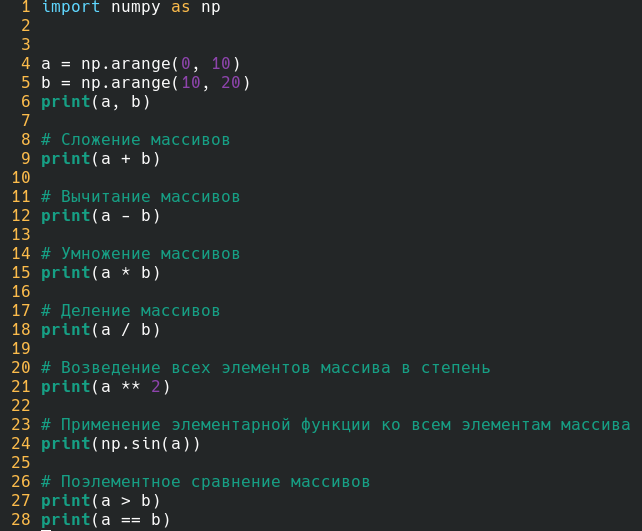 1 import numpy as np
2
3
4 a = np.arange(0, 10)
5 b = np.arange(10, 20)
6 print(a, b)
7
8 # Сложение массивов
9 print(a + b)
10
11 # Вычитание массивов
12 print(a - b)
13
14 # Умножение массивов
15 print(a * b)
16
17 # Деление массивов
18 print(a / b)
19
20 # Возведение всех элементов массива в степень
21 print(a ** 2)
22
23 # Применение элементарной функции ко всем элементам массива
24 print(np.sin(a))
25
26 # Поэлементное сравнение массивов
27 print(a > b)
28 print(a == b)